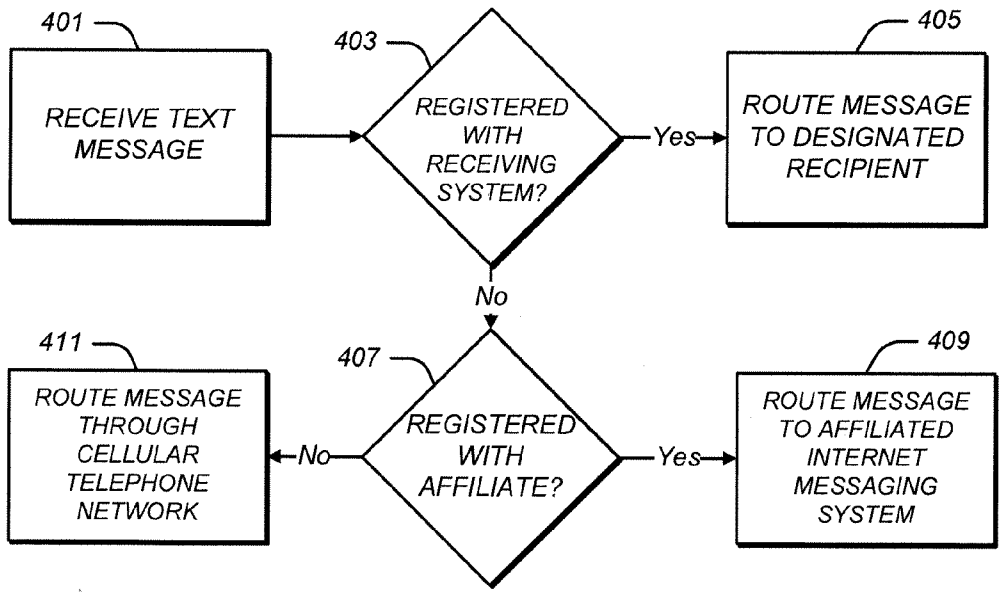 401
RECEIVE TEXT
MESSAGE
403
REGISTERED
WITH
RECEIVING
SYSTEM?
Yes
405
ROUTE MESSAGE
TO DESIGNATED
RECIPIENT
No
411
ROUTE MESSAGE
THROUGH
CELLULAR
TELEPHONE
NETWORK
No
407
REGISTERED
WITH
AFFILIATE?
Yes
409
ROUTE MESSAGE
TO AFFILIATED
INTERNET
MESSAGING
SYSTEM